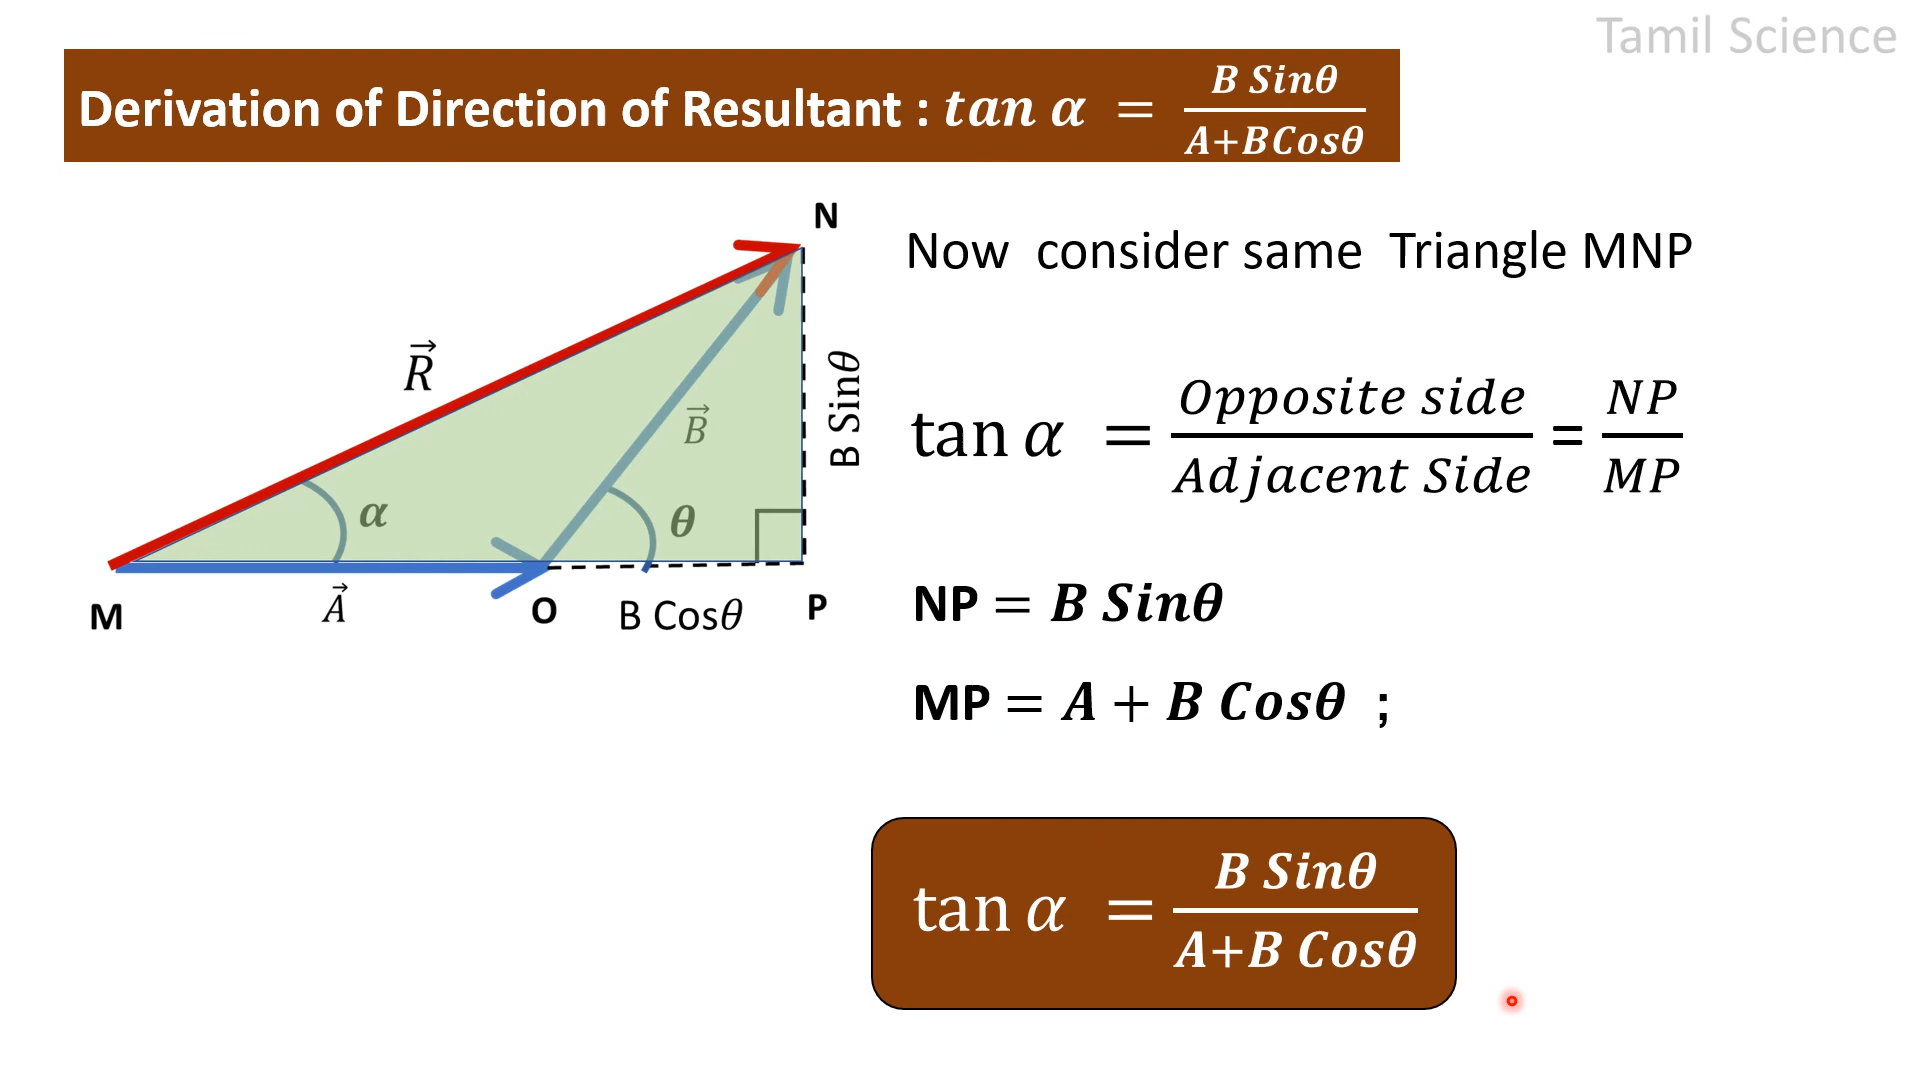 Tamil Science
Derivation of Direction of Resultant : tan α = B Sinθ / A+BCosθ
N
Now consider same Triangle MNP
R⃗
B⃗
B Sinθ
tan α = Opposite side / Adjacent Side = NP / MP
α
θ
M
A⃗
O
B Cosθ
P
NP = B Sinθ
MP = A + B Cosθ ;
tan α = B Sinθ / A+B Cosθ